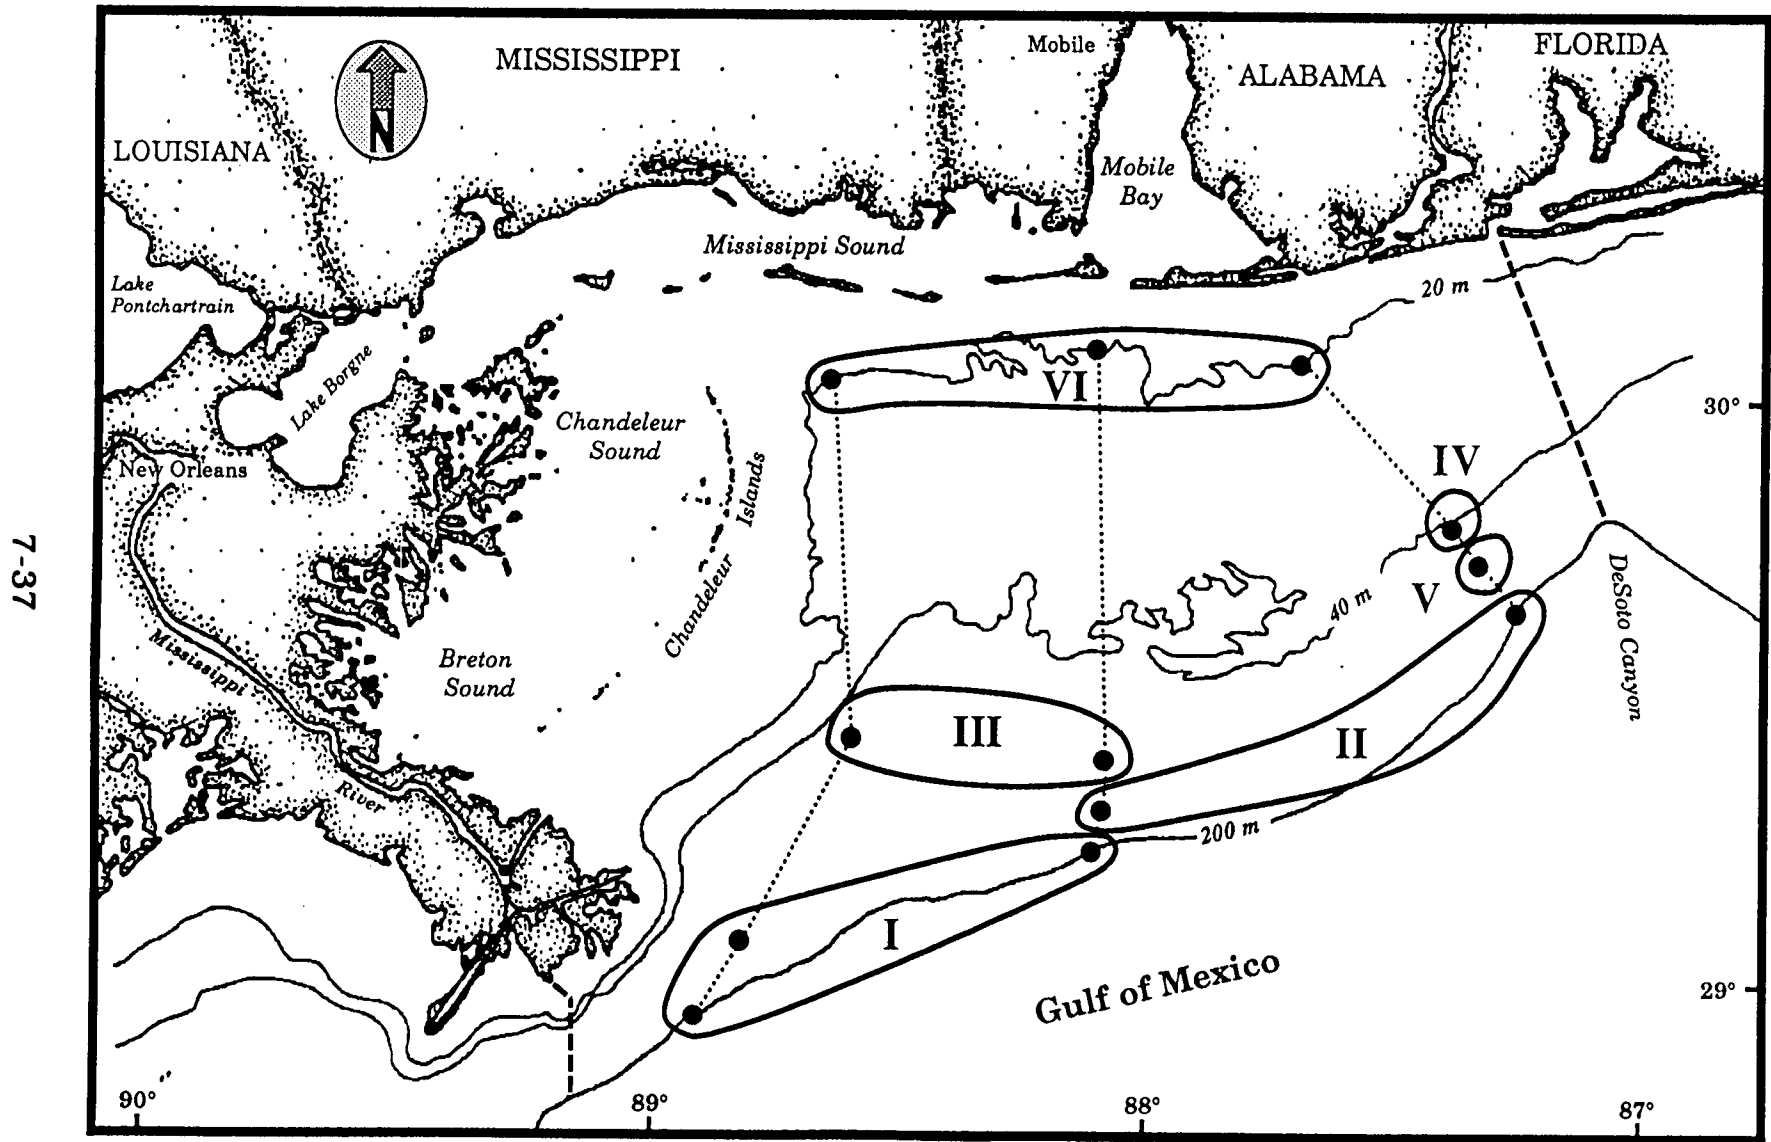 MISSISSIPPI
Mobile
FLORIDA
ALABAMA
N
LOUISIANA
Mobile
Bay
Mississippi Sound
Lake
Pontchartrain
20 m
Lake Borgne
VI
30°
Chandeleur
Sound
New Orleans
IV
Chandeleur Islands
7-37
V
40 m
DeSoto Canyon
Breton
Sound
Mississippi River
III
II
200 m
I
Gulf of Mexico
29°
90°
89°
88°
87°